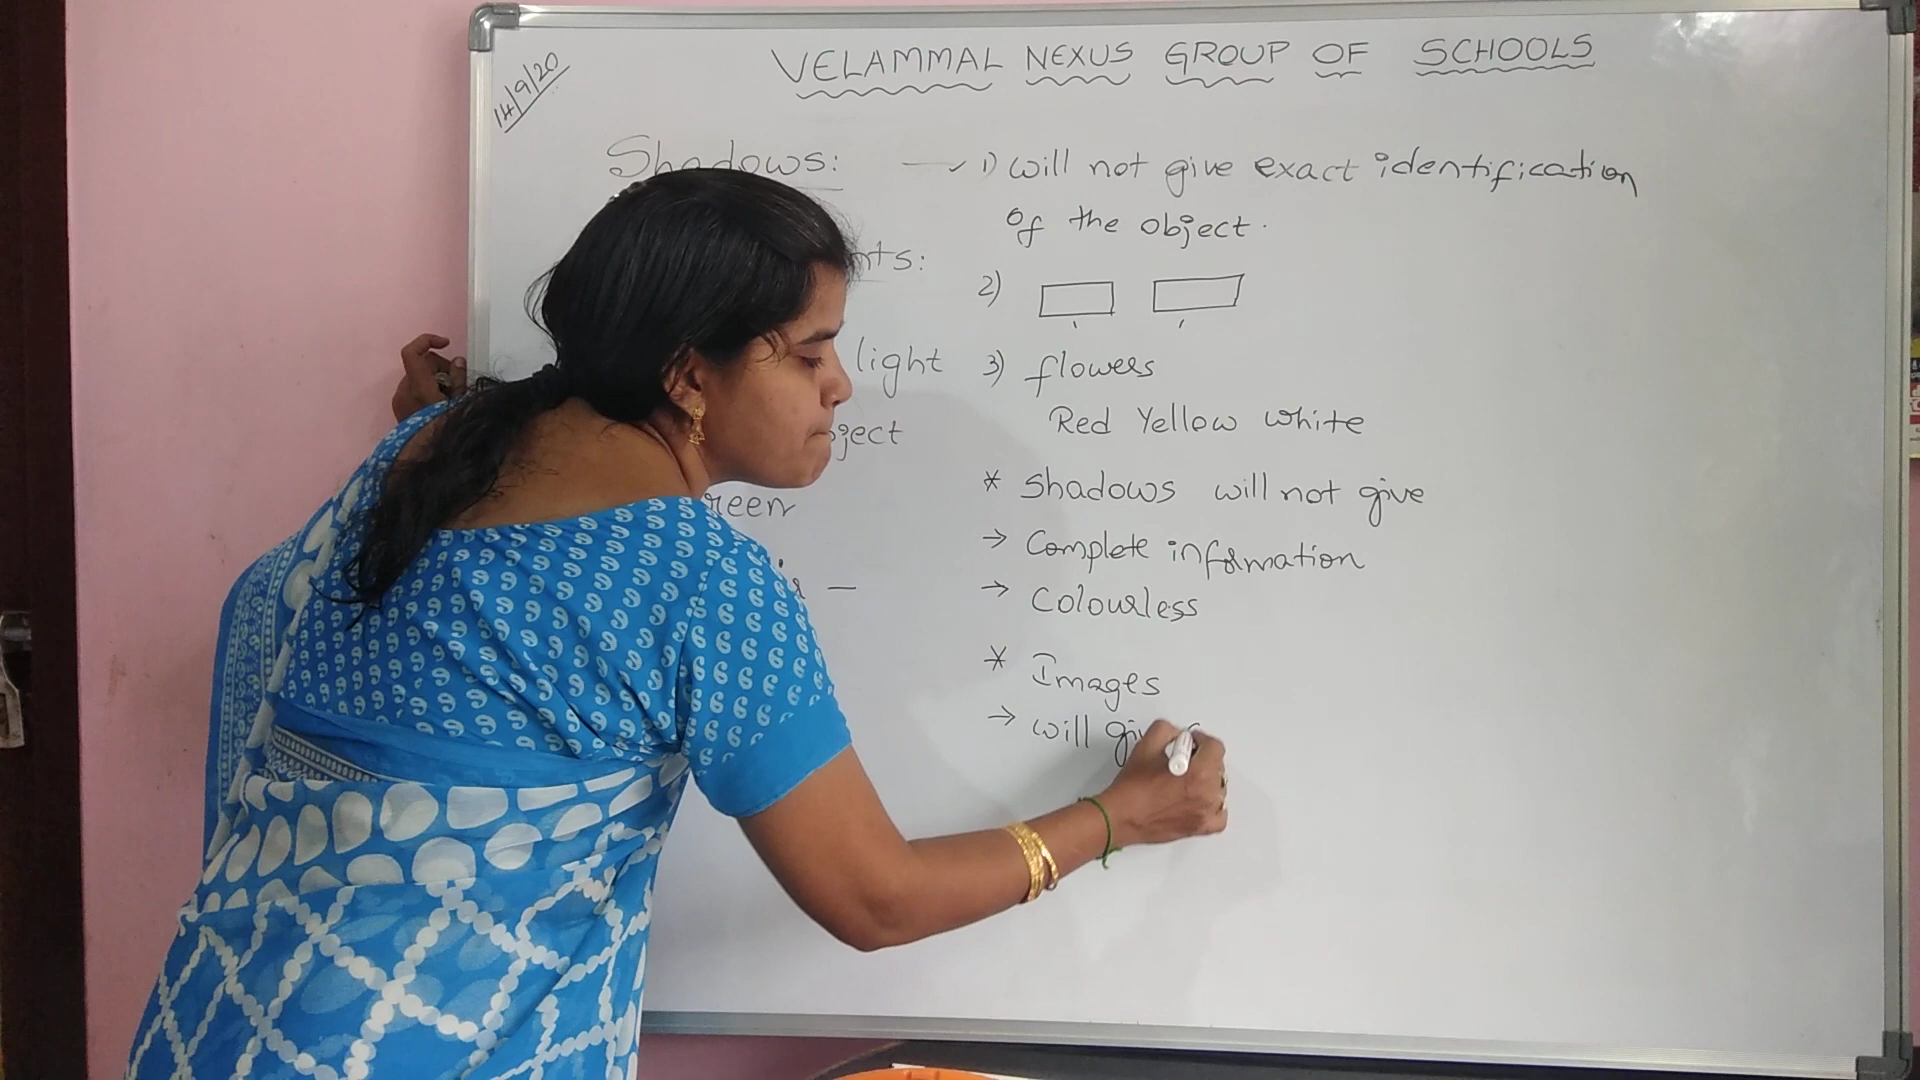 14/9/20
VELAMMAL NEXUS GROUP OF SCHOOLS
Shadows:
1) will not give exact identification
of the object.
2)
light
3) flowers
Red Yellow white
* Shadows will not give
→ Complete information
→ Colourless
* Images
→ will